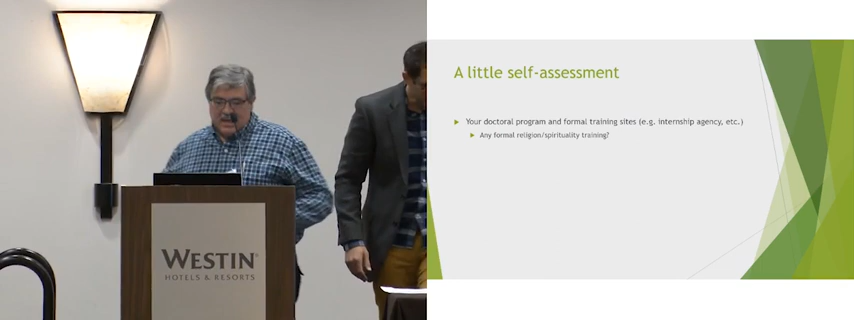 WESTIN
HOTELS & RESORTS
A little self-assessment
Your doctoral program and formal training sites (e.g. internship agency, etc.)
Any formal religion/spirituality training?